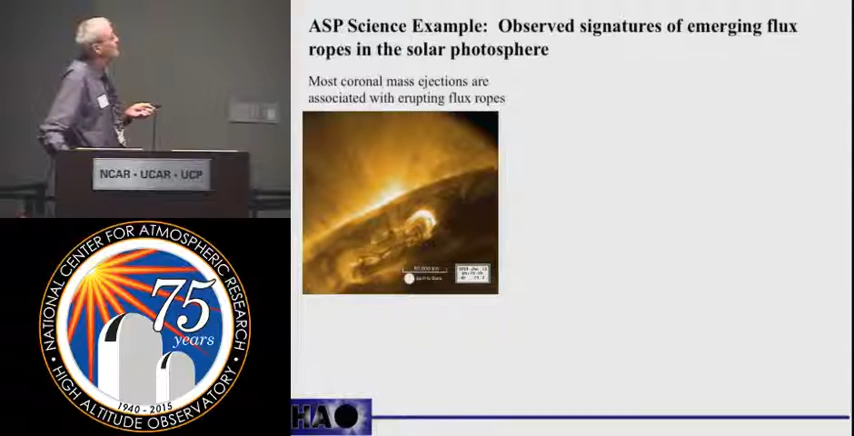 ASP Science Example: Observed signatures of emerging flux
ropes in the solar photosphere
Most coronal mass ejections are
associated with erupting flux ropes
NCAR • UCAR • UCP
NATIONAL CENTER FOR ATMOSPHERIC RESEARCH
75
years
1940 - 2015
HIGH ALTITUDE OBSERVATORY
HAO